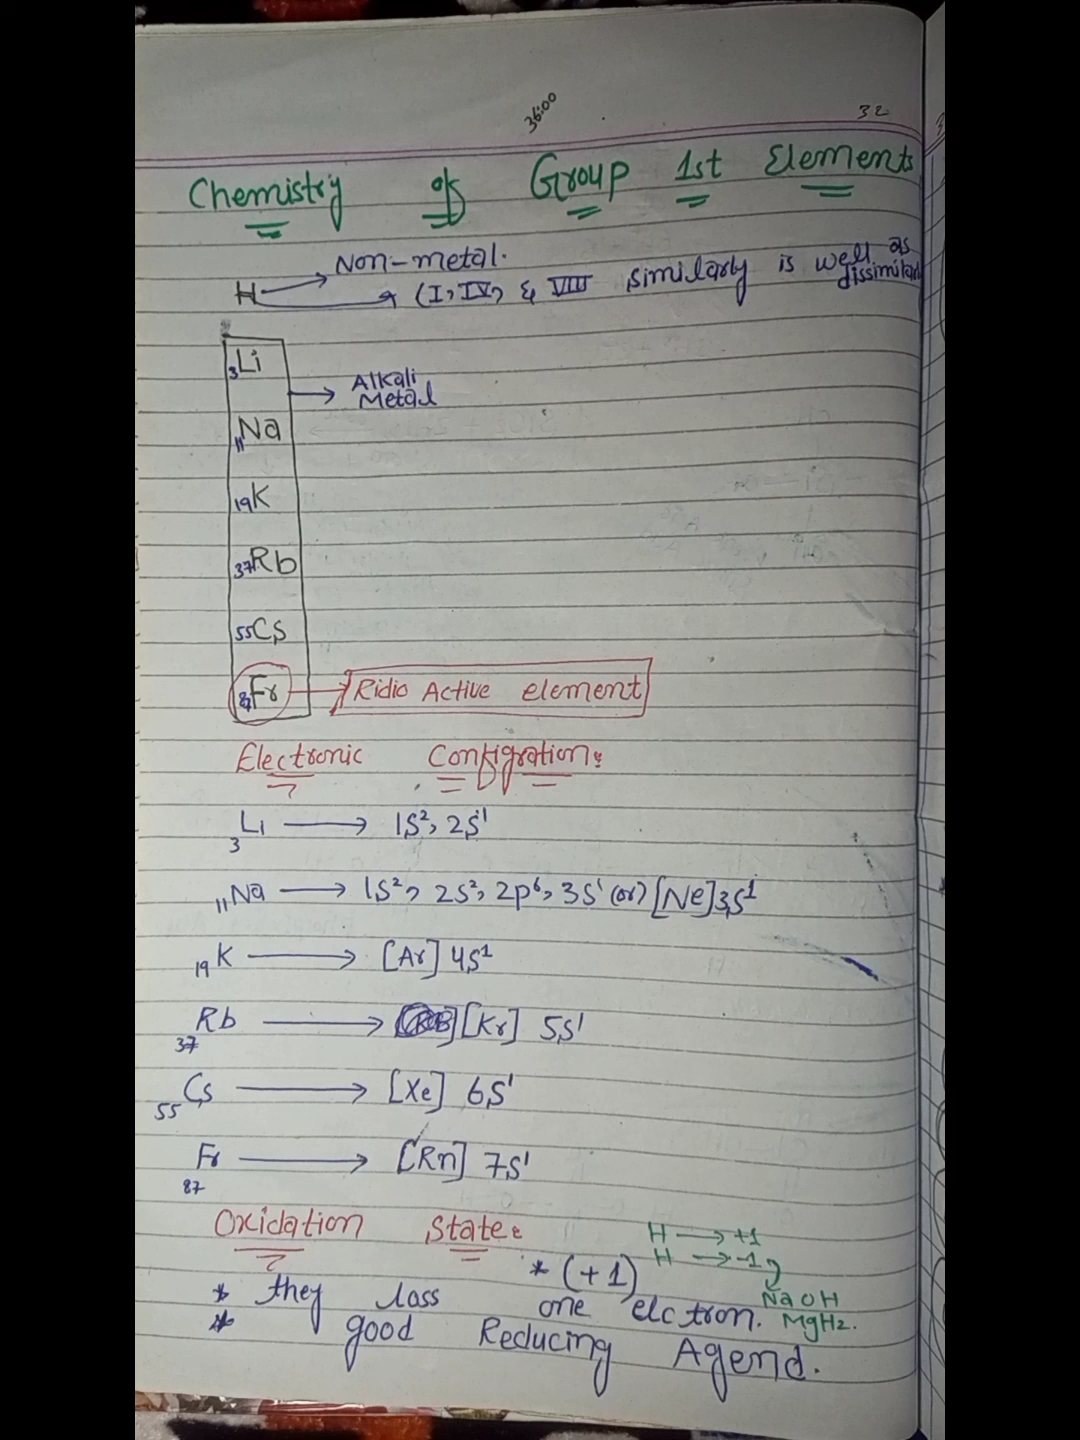 36:00
32
Chemistry of Group 1st Elements
Non-metal.
H (I, IV, & VIII similarly is well as dissimilarly
3Li
Alkali
Metal
11Na
19K
37Rb
55Cs
87Fr → Ridio Active element
Electronic Configration:
3Li → 1S², 2S¹
11Na → 1S², 2S², 2p⁶, 3S¹ (or) [Ne]3S¹
19K → [Ar] 4S¹
37Rb → [Kr] 5S¹
55Cs → [Xe] 6S¹
87Fr → [Rn] 7S¹
Oxidation State:
H → +1
H → -1
* (+1)
NaOH
MgH2.
* they loss one elctron.
* good Reducing Agend.